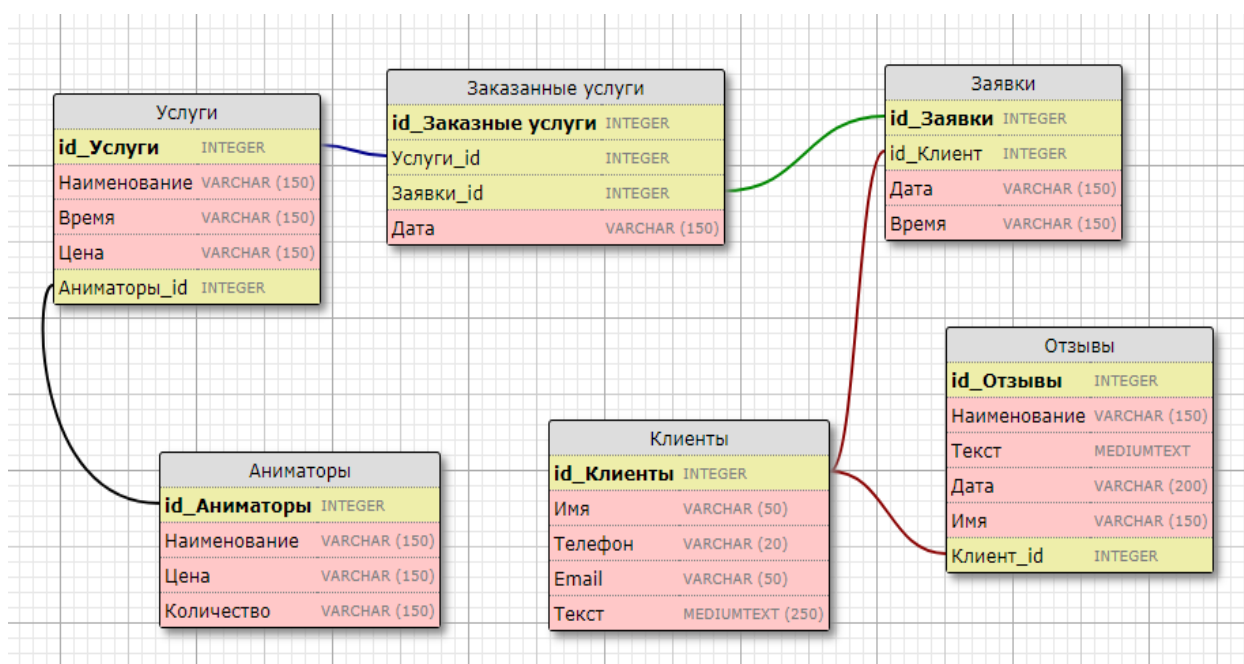 Услуги
id_Услуги INTEGER
Наименование VARCHAR (150)
Время VARCHAR (150)
Цена VARCHAR (150)
Аниматоры_id INTEGER
Заказанные услуги
id_Заказные услуги INTEGER
Услуги_id INTEGER
Заявки_id INTEGER
Дата VARCHAR (150)
Заявки
id_Заявки INTEGER
id_Клиент INTEGER
Дата VARCHAR (150)
Время VARCHAR (150)
Аниматоры
id_Аниматоры INTEGER
Наименование VARCHAR (150)
Цена VARCHAR (150)
Количество VARCHAR (150)
Клиенты
id_Клиенты INTEGER
Имя VARCHAR (50)
Телефон VARCHAR (20)
Email VARCHAR (50)
Текст MEDIUMTEXT (250)
Отзывы
id_Отзывы INTEGER
Наименование VARCHAR (150)
Текст MEDIUMTEXT
Дата VARCHAR (200)
Имя VARCHAR (150)
Клиент_id INTEGER